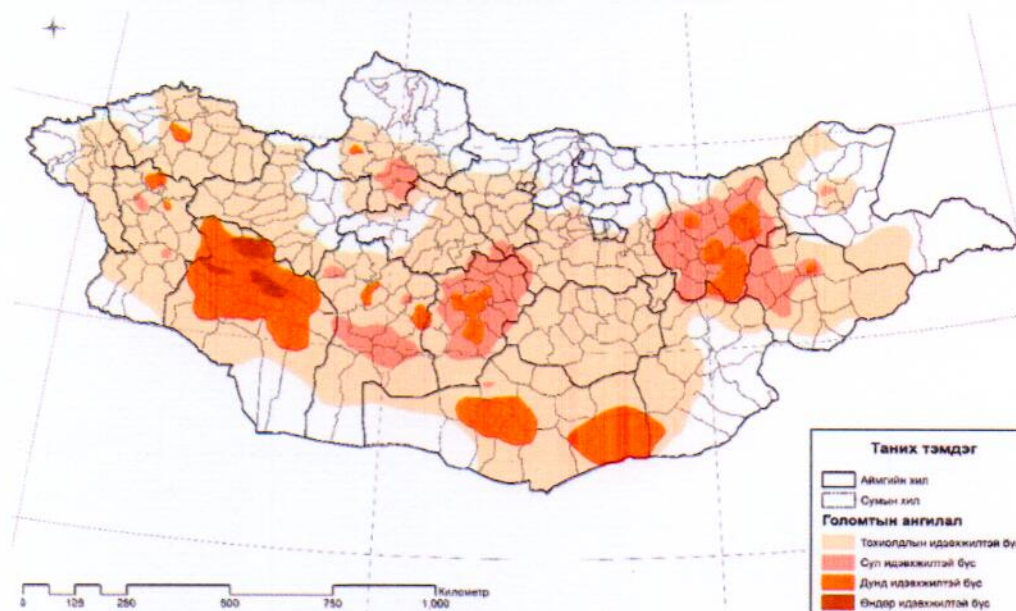 Таних тэмдэг
Аймгийн хил
Сумын хил
Голомтын ангилал
Тохиолдлын идэвхжилтэй бүс
Сул идэвхжилтэй бүс
Дунд идэвхжилтэй бүс
Өндөр идэвхжилтэй бүс
0 125 250 500 750 1,000
Километр